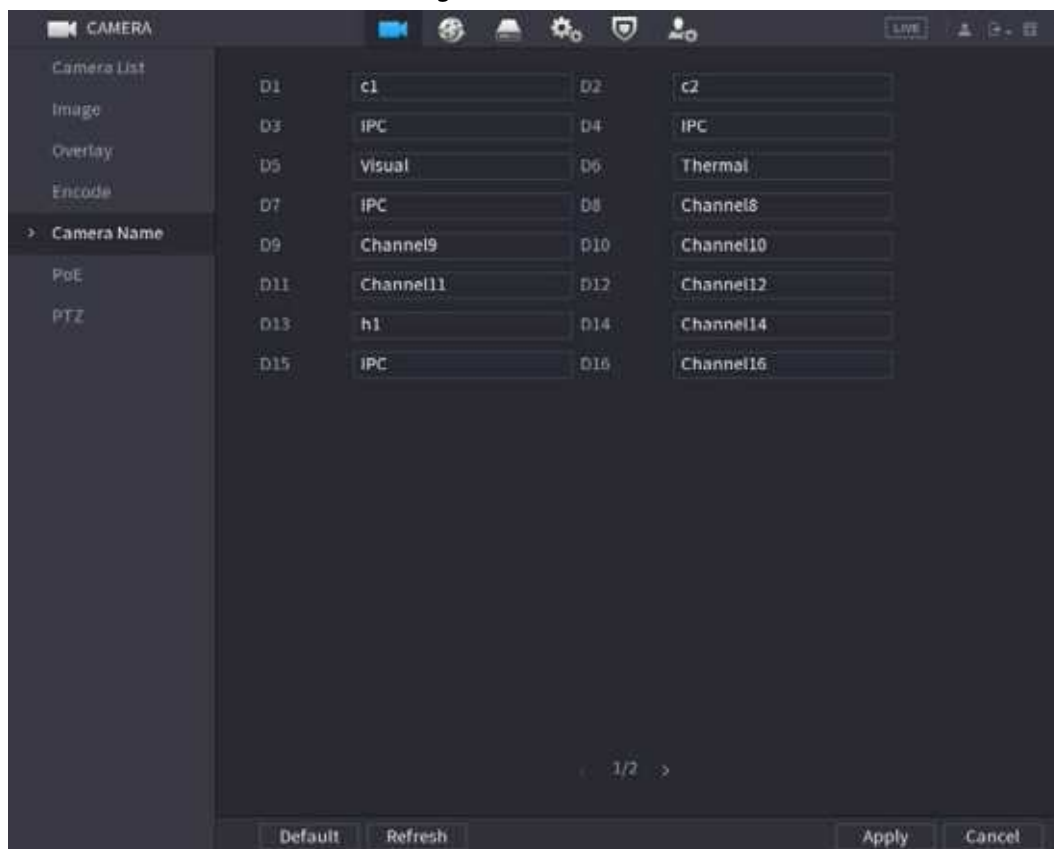 CAMERA
LIVE
Camera List
Image
Overlay
Encode
> Camera Name
PoE
PTZ
D1 c1 D2 c2
D3 IPC D4 IPC
D5 Visual D6 Thermal
D7 IPC D8 Channel8
D9 Channel9 D10 Channel10
D11 Channel11 D12 Channel12
D13 h1 D14 Channel14
D15 IPC D16 Channel16
1/2 >
Default Refresh Apply Cancel